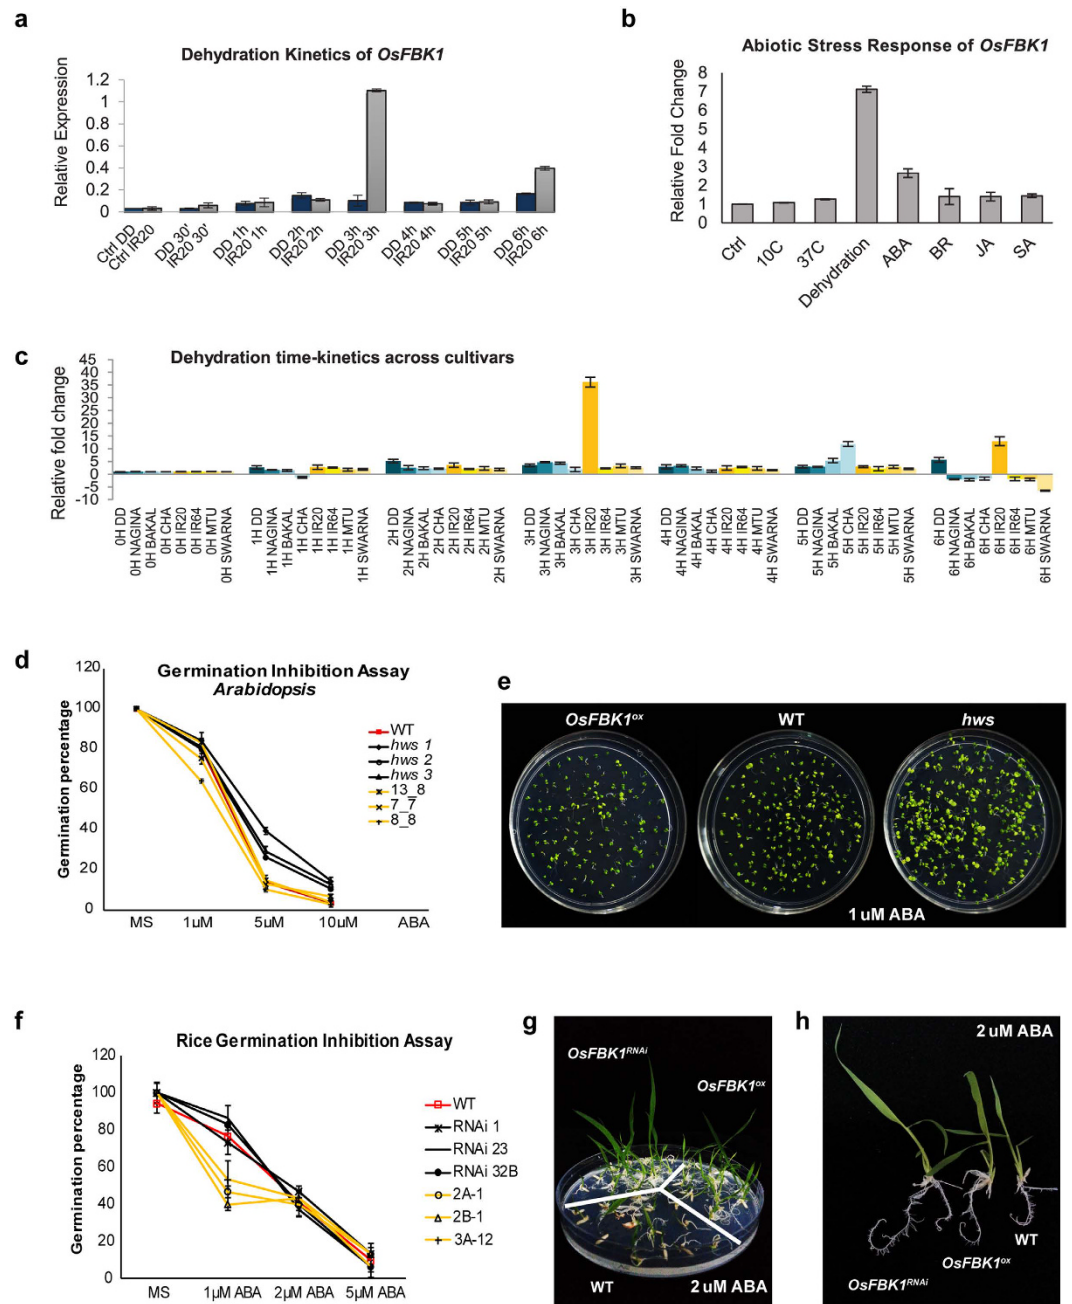 a
Dehydration Kinetics of OsFBK1
Relative Expression
1.2
1
0.8
0.6
0.4
0.2
0
Ctrl DD
Ctrl IR20
DD 30'
IR20 30'
DD 1h
IR20 1h
DD 2h
IR20 2h
DD 3h
IR20 3h
DD 4h
IR20 4h
DD 5h
IR20 5h
DD 6h
IR20 6h
b
Abiotic Stress Response of OsFBK1
Relative Fold Change
8
7
6
5
4
3
2
1
0
Ctrl
10C
37C
Dehydration
ABA
BR
JA
SA
c
Dehydration time-kinetics across cultivars
Relative fold change
45
40
35
30
25
20
15
10
5
0
-5
-10
0H DD
0H NAGINA
0H BAKAL
0H CHA
0H IR20
0H IR64
0H MTU
0H SWARNA
1H DD
1H NAGINA
1H BAKAL
1H CHA
1H IR20
1H IR64
1H MTU
1H SWARNA
2H DD
2H NAGINA
2H BAKAL
2H CHA
2H IR20
2H IR64
2H MTU
2H SWARNA
3H DD
3H NAGINA
3H BAKAL
3H CHA
3H IR20
3H IR64
3H MTU
3H SWARNA
4H DD
4H NAGINA
4H BAKAL
4H CHA
4H IR20
4H IR64
4H MTU
4H SWARNA
5H DD
5H NAGINA
5H BAKAL
5H CHA
5H IR20
5H IR64
5H MTU
5H SWARNA
6H DD
6H NAGINA
6H BAKAL
6H CHA
6H IR20
6H IR64
6H MTU
6H SWARNA
d
Germination Inhibition Assay
Arabidopsis
Germination percentage
120
100
80
60
40
20
0
MS 1µM 5µM 10µM ABA
WT
hws 1
hws 2
hws 3
13_8
7_7
8_8
e
OsFBK1ox WT hws
1 uM ABA
f
Rice Germination Inhibition Assay
Germination percentage
120
100
80
60
40
20
0
MS 1µM ABA 2µM ABA 5µM ABA
WT
RNAi 1
RNAi 23
RNAi 32B
2A-1
2B-1
3A-12
g
OsFBK1RNAi
OsFBK1ox
WT
2 uM ABA
h
2 uM ABA
WT
OsFBK1ox
OsFBK1RNAi